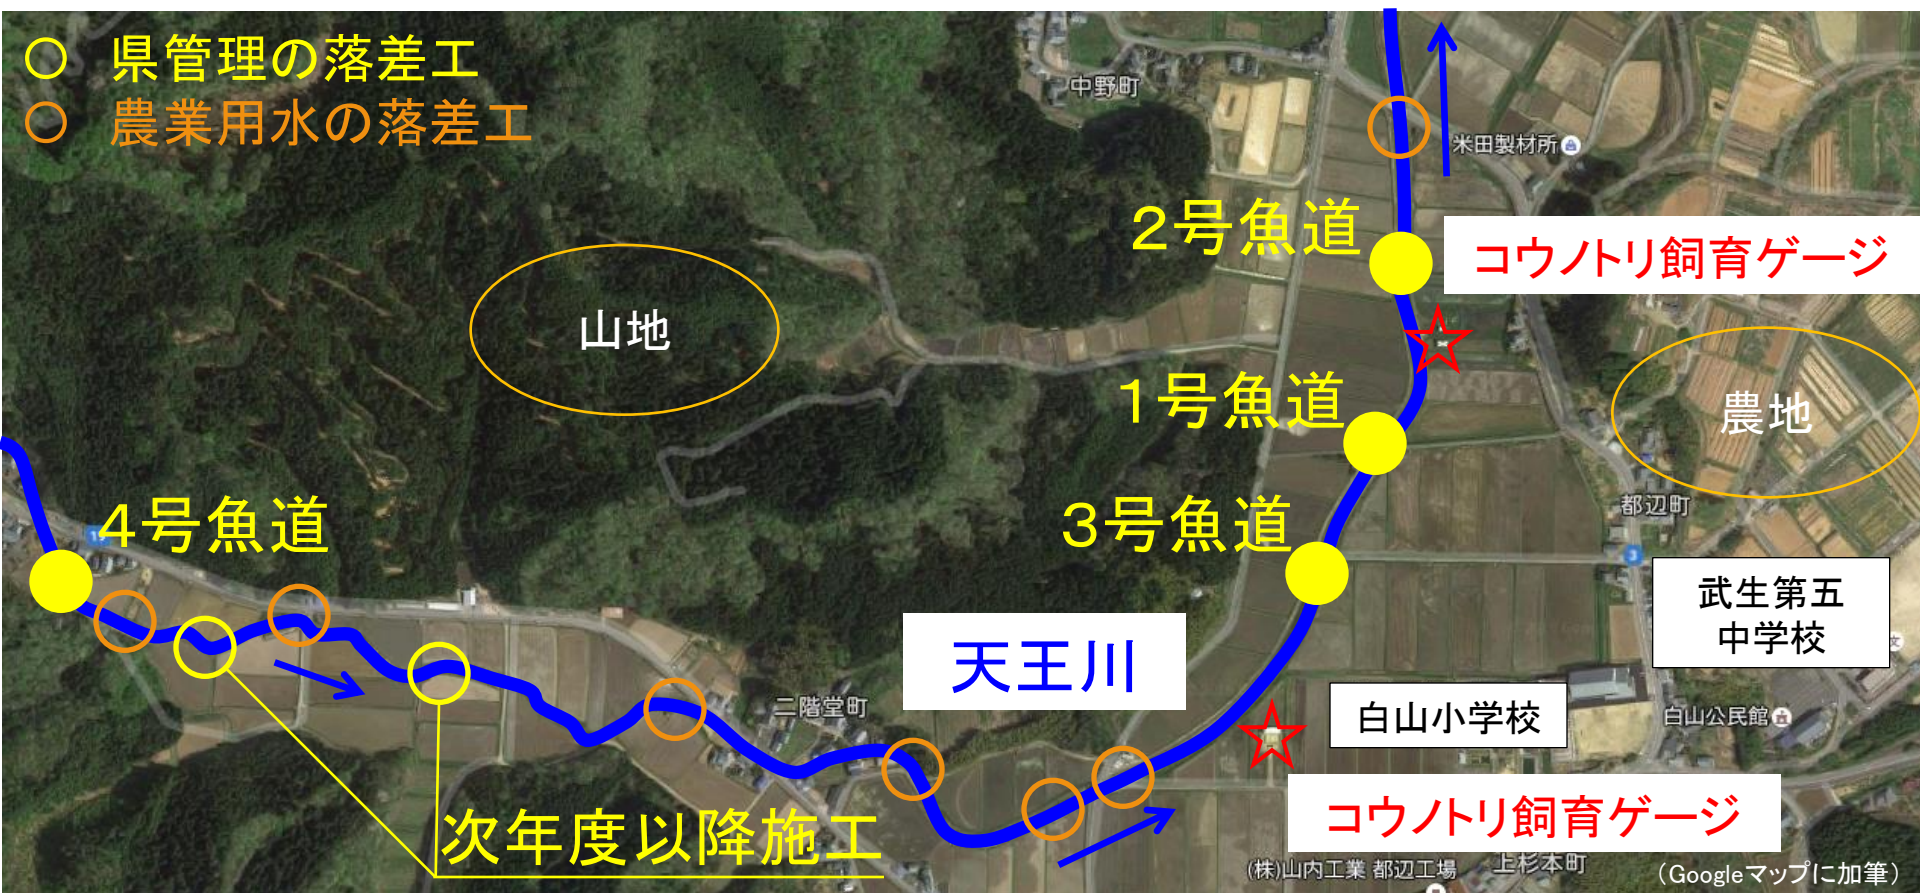 県管理の落差工
農業用水の落差工
中野町
米田製材所
2号魚道
コウノトリ飼育ゲージ
山地
1号魚道
農地
4号魚道
3号魚道
都辺町
3
武生第五
中学校
文
天王川
二階堂町
白山小学校
白山公民館
コウノトリ飼育ゲージ
次年度以降施工
(株)山内工業 都辺工場
上杉本町
（Googleマップに加筆）